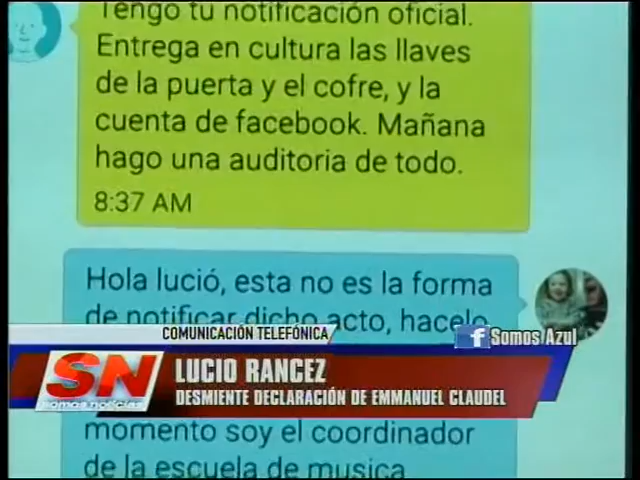 Tengo tu notificación oficial.
Entrega en cultura las llaves
de la puerta y el cofre, y la
cuenta de facebook. Mañana
hago una auditoria de todo.
8:37 AM
Hola lució, esta no es la forma
de notificar dicho acto, hacelo
COMUNICACIÓN TELEFÓNICA
f Somos Azul
SN
somos noticias
LUCIO RANCEZ
DESMIENTE DECLARACIÓN DE EMMANUEL CLAUDEL
momento soy el coordinador
de la escuela de musica